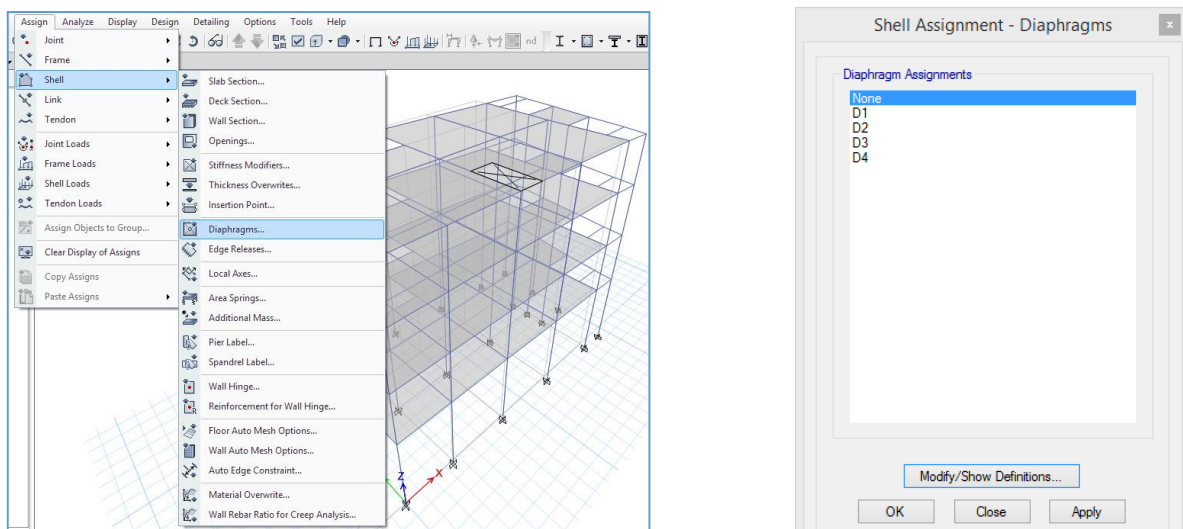 Assign Analyze Display Design Detailing Options Tools Help
Joint
Frame
Shell
Link
Tendon
Joint Loads
Frame Loads
Shell Loads
Tendon Loads
Assign Objects to Group...
Clear Display of Assigns
Copy Assigns
Paste Assigns
Slab Section...
Deck Section...
Wall Section...
Openings...
Stiffness Modifiers...
Thickness Overwrites...
Insertion Point...
Diaphragms...
Edge Releases...
Local Axes...
Area Springs...
Additional Mass...
Pier Label...
Spandrel Label...
Wall Hinge...
Reinforcement for Wall Hinge...
Floor Auto Mesh Options...
Wall Auto Mesh Options...
Auto Edge Constraint...
Material Overwrite...
Wall Rebar Ratio for Creep Analysis...
nd
Z
X
Shell Assignment - Diaphragms
x
Diaphragm Assignments
None
D1
D2
D3
D4
Modify/Show Definitions...
OK Close Apply